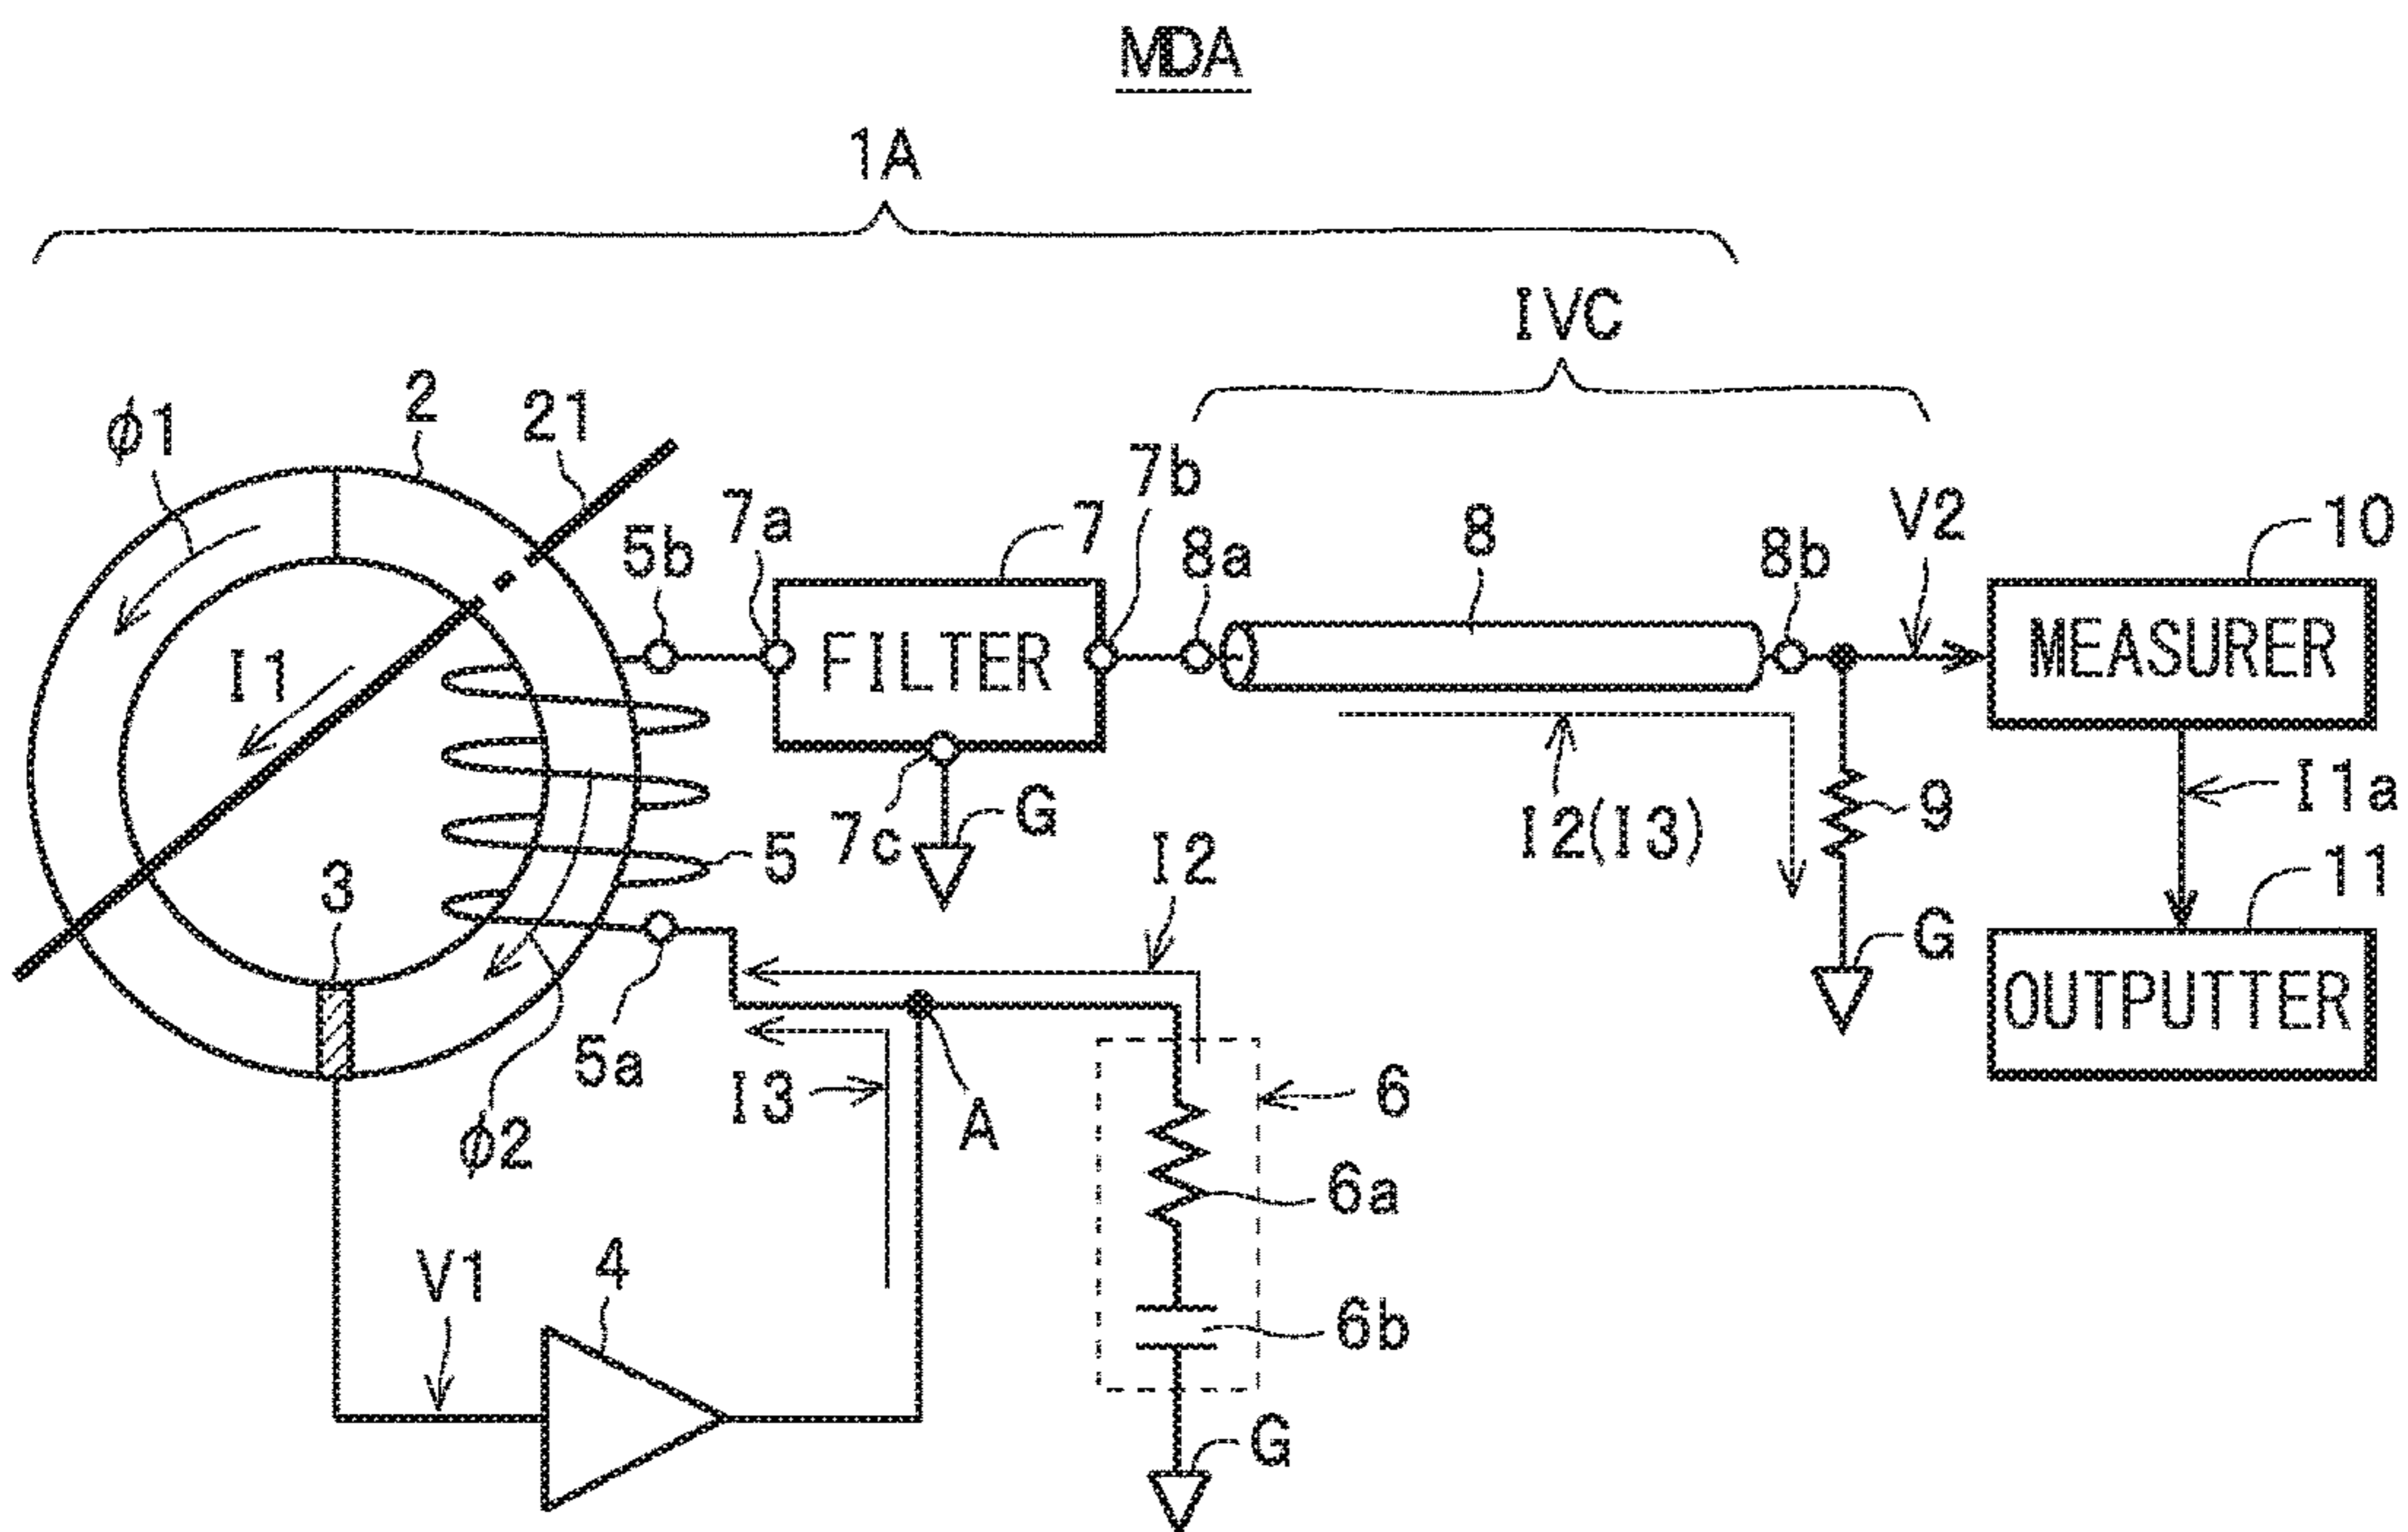 MDA
1A
IVC
ϕ1
2
21
7a
5b
7
7b
8a
8
8b
V2
10
FILTER
MEASURER
I1
7c
G
I2(I3)
9
I1a
5
I2
11
3
G
OUTPUTTER
5a
I3
A
6
ϕ2
6a
V1
4
6b
G